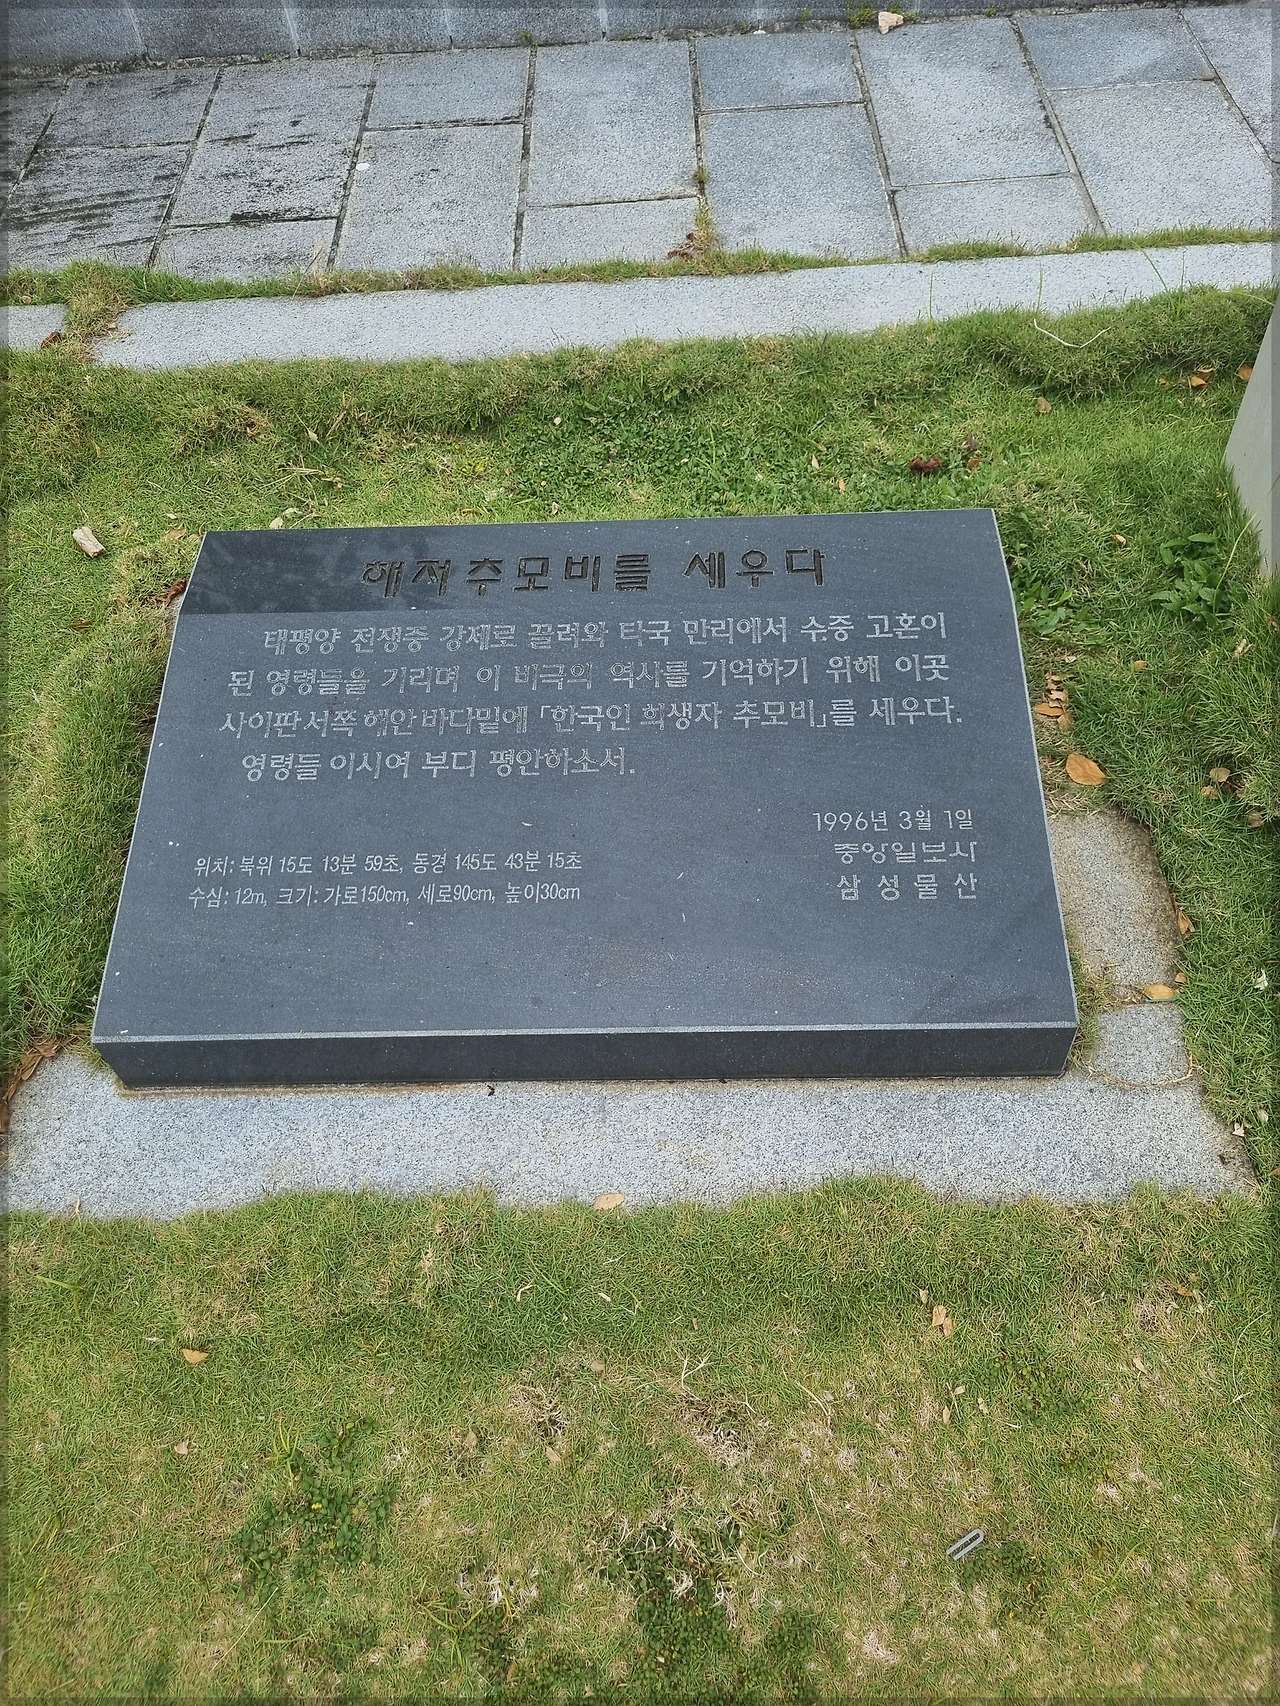 해저추모비를 세우다
태평양 전쟁중 강제로 끌려와 타국 만리에서 수중 고혼이
된 영령들을 기리며 이 비극의 역사를 기억하기 위해 이곳
사이판 서쪽 해안 바다밑에 「한국인 희생자 추모비」를 세우다.
영령들 이시여 부디 평안하소서.
1996년 3월 1일
중앙일보사
삼성물산
위치: 북위 15도 13분 59초, 동경 145도 43분 15초
수심: 12m, 크기: 가로150cm, 세로90cm, 높이30cm